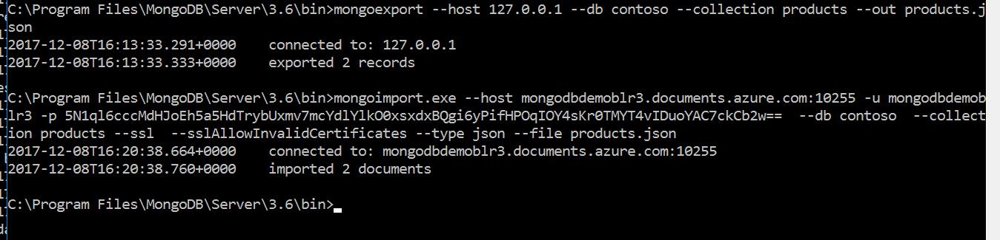 C:\Program Files\MongoDB\Server\3.6\bin>mongoexport --host 127.0.0.1 --db contoso --collection products --out products.j
son
2017-12-08T16:13:33.291+0000    connected to: 127.0.0.1
2017-12-08T16:13:33.333+0000    exported 2 records
C:\Program Files\MongoDB\Server\3.6\bin>mongoimport.exe --host mongodbdemoblr3.documents.azure.com:10255 -u mongodbdemob
lr3 -p 5N1ql6cccMdHJoEh5a5HdTrybUxmv7mcYdlYlkO0xsxdxBQgi6yPifHPOqIOY4sKr0TMYT4vIDuoYAC7ckCb2w==  --db contoso  --collect
ion products --ssl  --sslAllowInvalidCertificates --type json --file products.json
2017-12-08T16:20:38.664+0000    connected to: mongodbdemoblr3.documents.azure.com:10255
2017-12-08T16:20:38.760+0000    imported 2 documents
C:\Program Files\MongoDB\Server\3.6\bin>